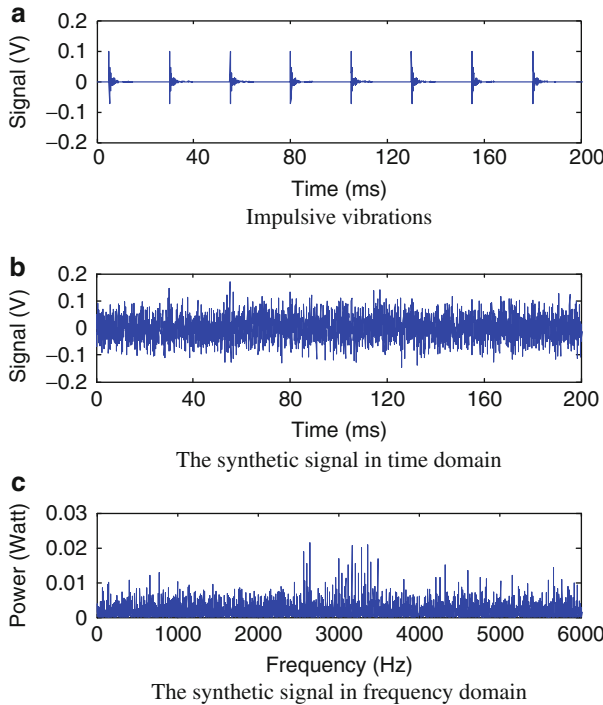 a
Signal (V)
0.2
0.1
0
−0.1
−0.2
0 40 80 120 160 200
Time (ms)
Impulsive vibrations
b
Signal (V)
0.2
0.1
0
−0.1
−0.2
0 40 80 120 160 200
Time (ms)
The synthetic signal in time domain
c
Power (Watt)
0.03
0.02
0.01
0
0 1000 2000 3000 4000 5000 6000
Frequency (Hz)
The synthetic signal in frequency domain